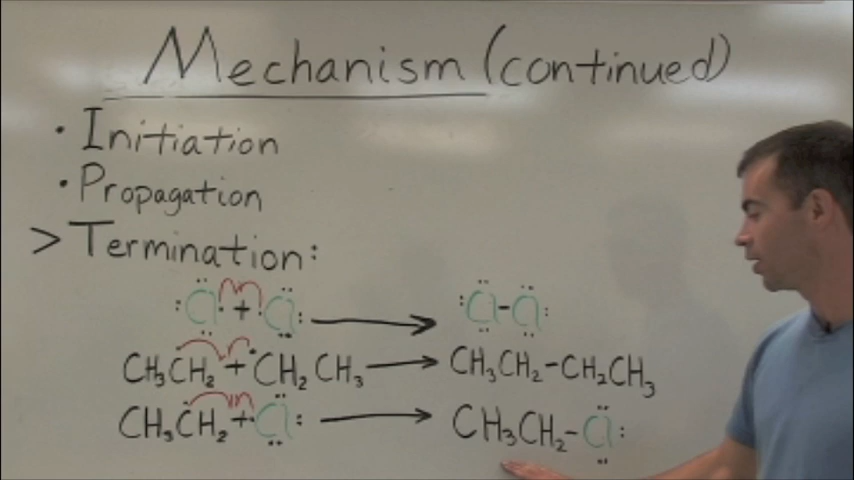 Mechanism (continued)
• Initiation
• Propagation
> Termination:
:Cl· + ·Cl: → :Cl-Cl:
CH₃CH₂ + ·CH₂CH₃ → CH₃CH₂-CH₂CH₃
CH₃CH₂ + ·Cl: → CH₃CH₂-Cl: